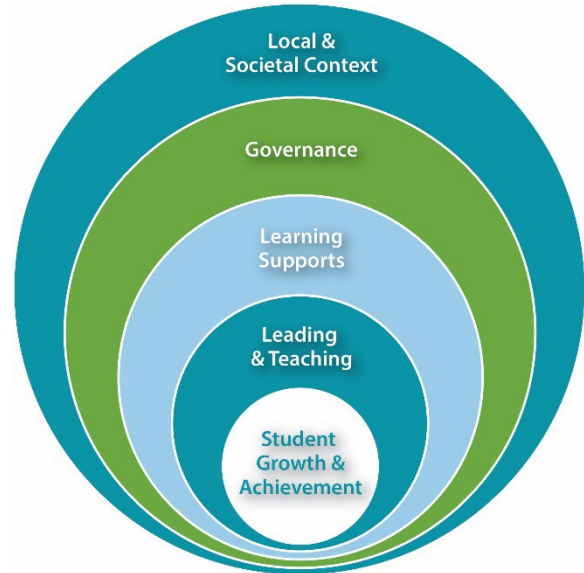 Local &
Societal Context
Governance
Learning
Supports
Leading
& Teaching
Student
Growth &
Achievement